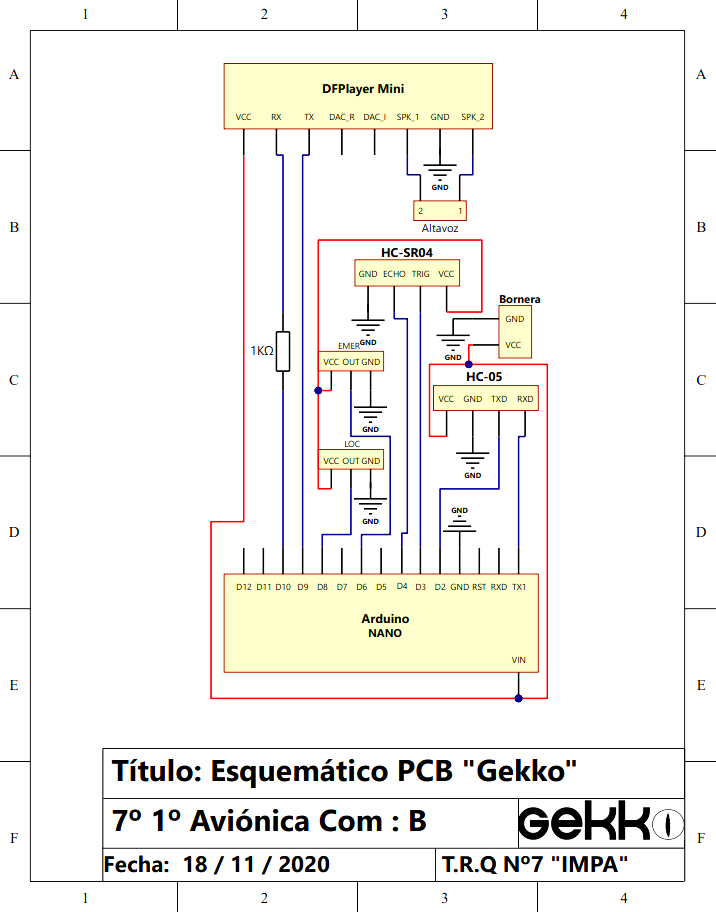 1 2 3 4
A A
DFPlayer Mini
VCC RX TX DAC_R DAC_I SPK_1 GND SPK_2
GND
2 1
Altavoz
B B
HC-SR04
GND ECHO TRIG VCC
Bornera
GND
VCC
GND
GND
EMER
VCC OUT GND
1KΩ
C C
HC-05
VCC GND TXD RXD
GND
LOC
VCC OUT GND
GND
GND
GND
D D
D12 D11 D10 D9 D8 D7 D6 D5 D4 D3 D2 GND RST RXD TX1
Arduino
NANO
VIN
E E
Título: Esquemático PCB "Gekko"
7º 1º Aviónica Com : B
GEKKO
F F
Fecha: 18 / 11 / 2020
T.R.Q Nº7 "IMPA"
1 2 3 4